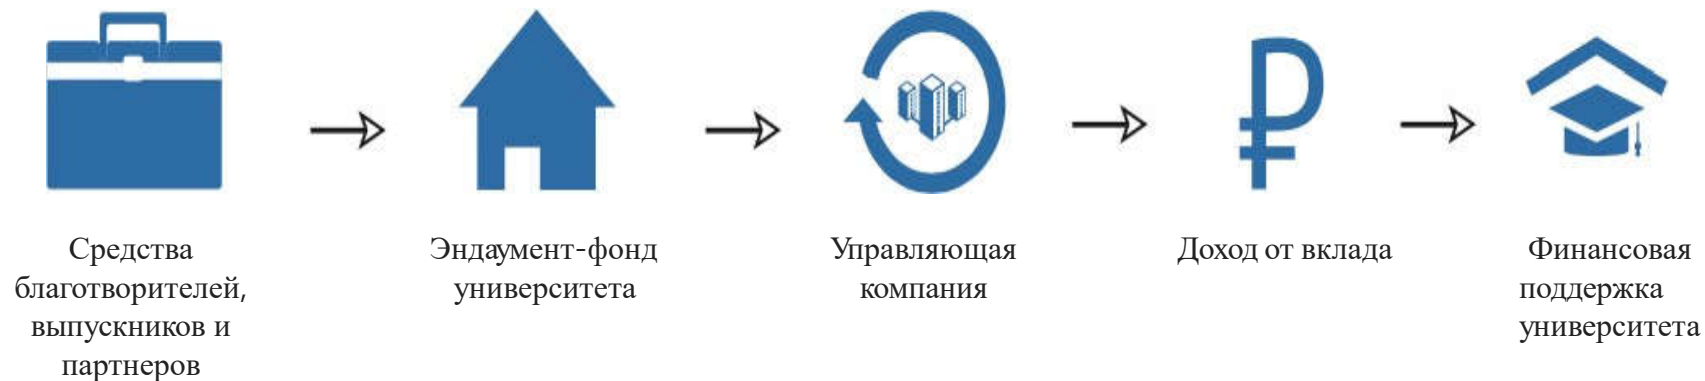 Средства
благотворителей,
выпускников и
партнеров
Эндаумент-фонд
университета
Управляющая
компания
Доход от вклада
Финансовая
поддержка
университета